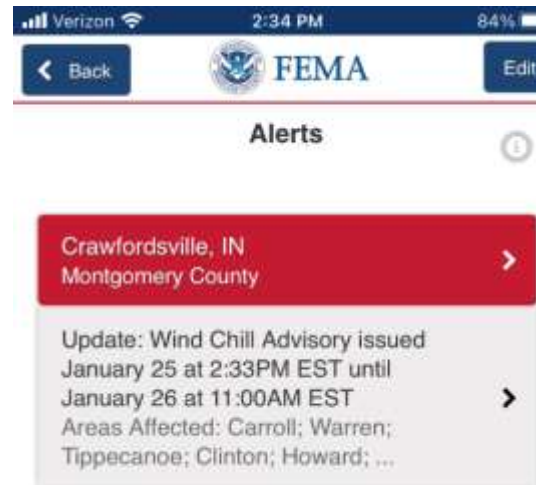 Verizon 2:34 PM 84%
Back FEMA Edit
Alerts
Crawfordsville, IN
Montgomery County
Update: Wind Chill Advisory issued
January 25 at 2:33PM EST until
January 26 at 11:00AM EST
Areas Affected: Carroll; Warren;
Tippecanoe; Clinton; Howard; ...